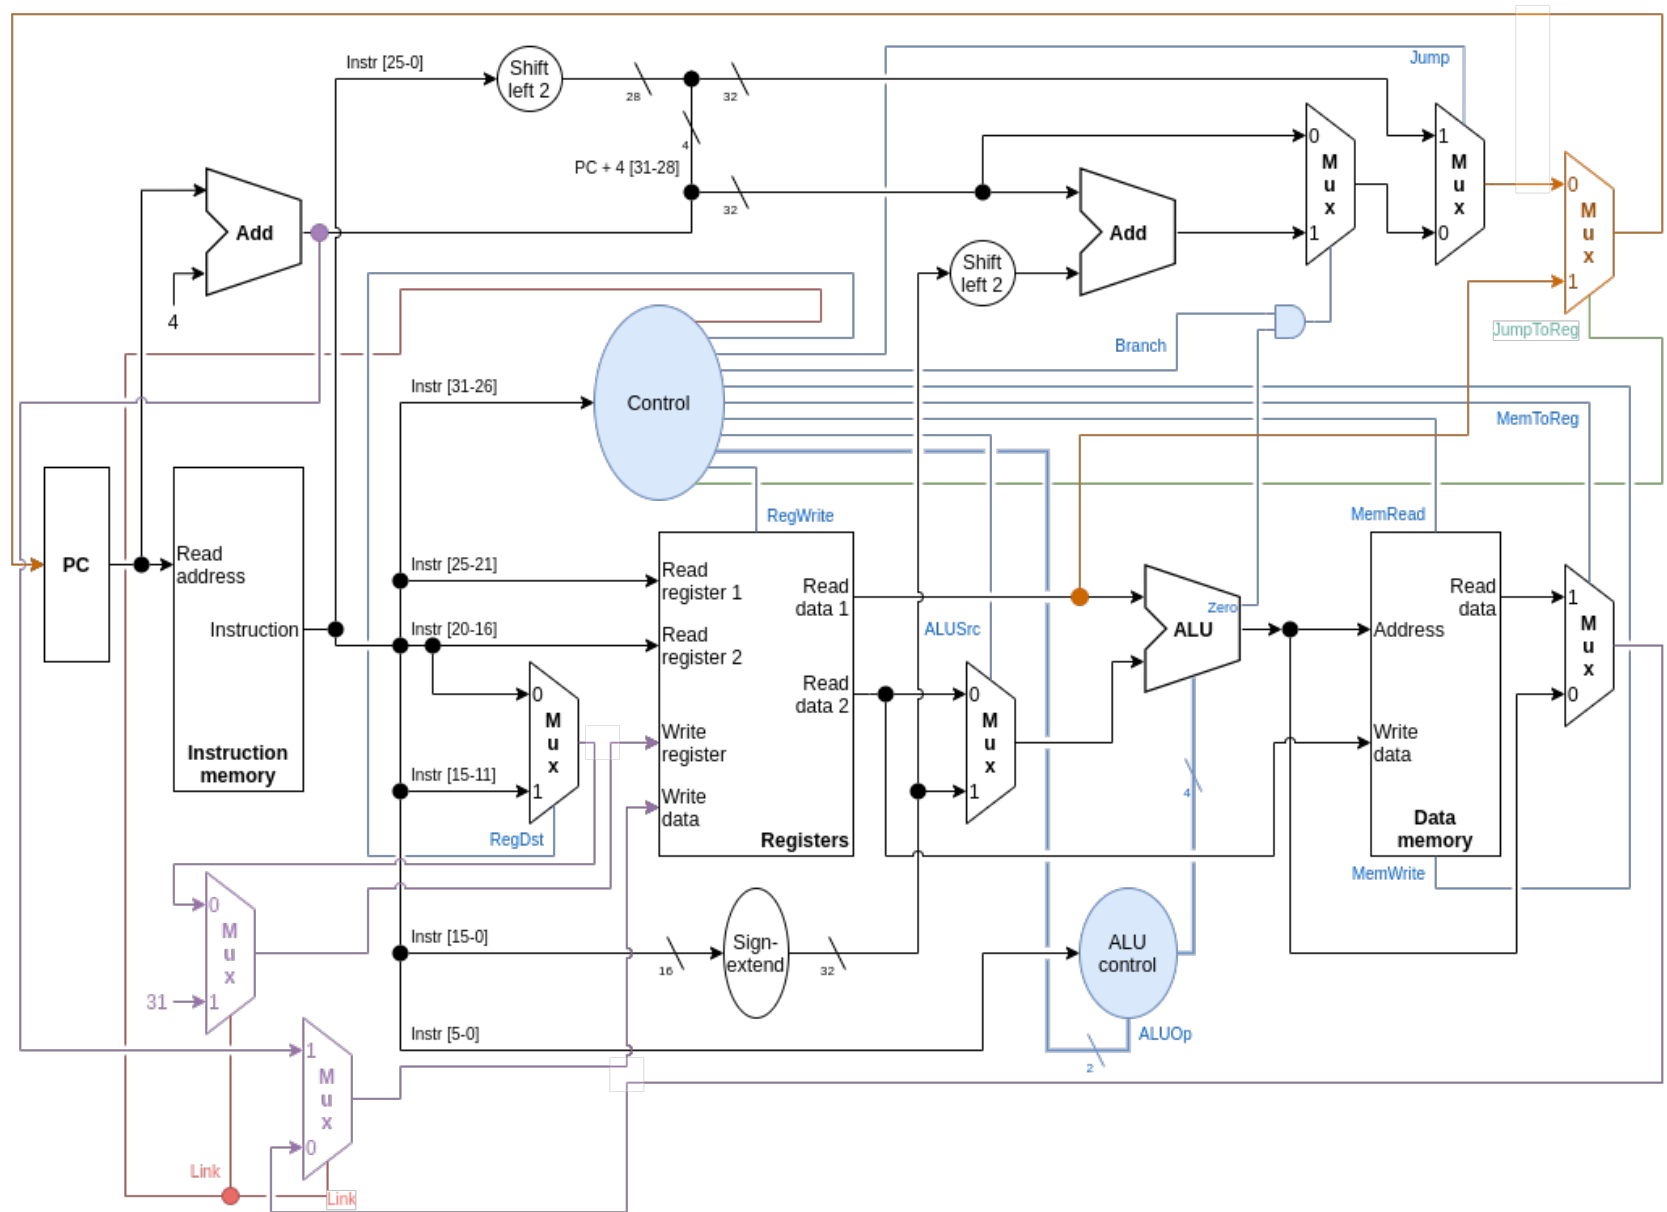 Jump
Instr [25-0]
Shift
left 2
28
32
4
PC + 4 [31-28]
32
Add
4
Shift
left 2
Add
0
M
u
x
1
1
M
u
x
0
0
M
u
x
1
JumpToReg
Branch
Control
Instr [31-26]
MemToReg
RegWrite
MemRead
PC
Read
address
Instruction
Instruction
memory
Instr [25-21]
Instr [20-16]
Instr [15-11]
0
M
u
x
1
RegDst
Read
register 1
Read
register 2
Write
register
Write
data
Read
data 1
Read
data 2
Registers
ALUSrc
0
M
u
x
1
Zero
ALU
4
Address
Write
data
Read
data
Data
memory
MemWrite
1
M
u
x
0
0
M
u
x
1
31
Instr [15-0]
16
Sign-
extend
32
ALU
control
ALUOp
2
Instr [5-0]
1
M
u
x
0
Link
Link